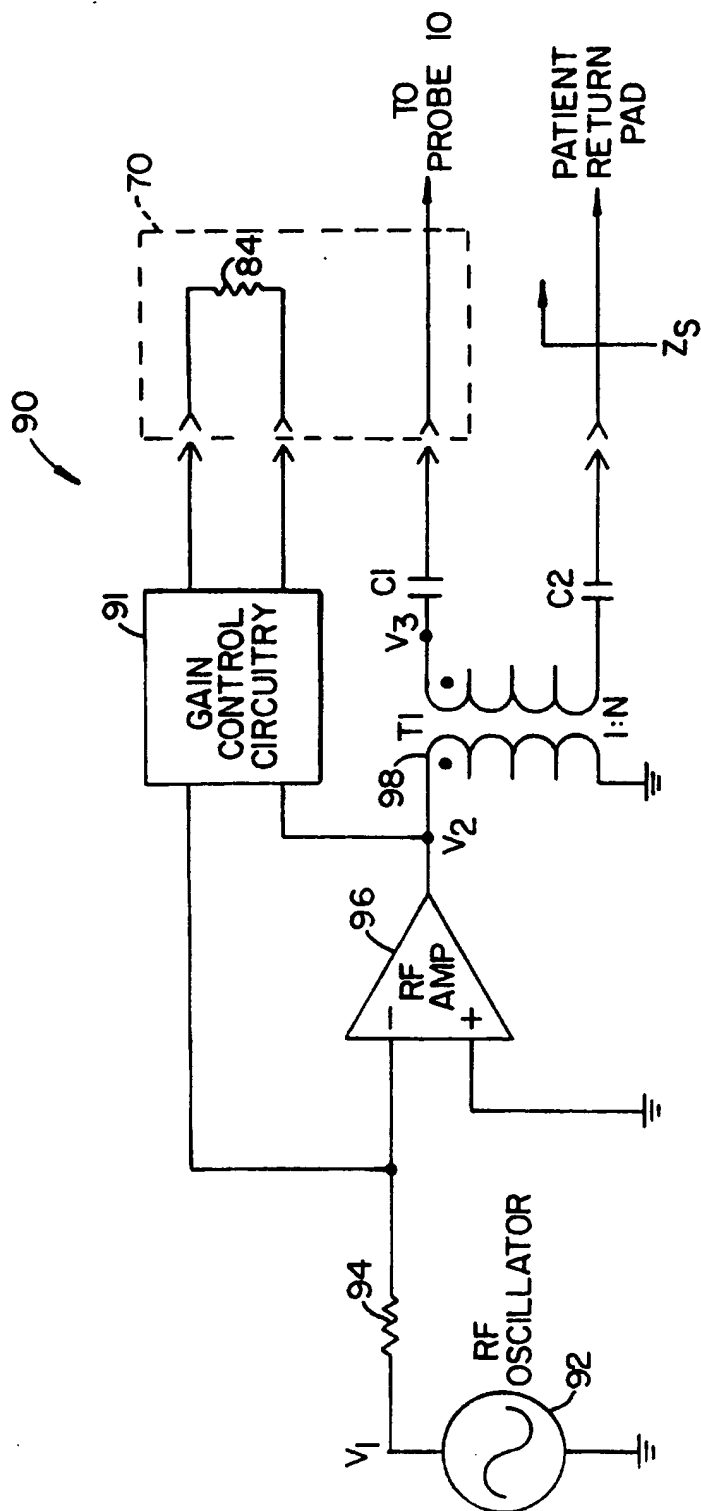 90
70
84
91
GAIN
CONTROL
CIRCUITRY
TO
PROBE 10
V3
C1
T1
98
V2
96
RF
AMP
−
+
1:N
C2
PATIENT
RETURN
PAD
ZS
94
V1
RF
OSCILLATOR
92